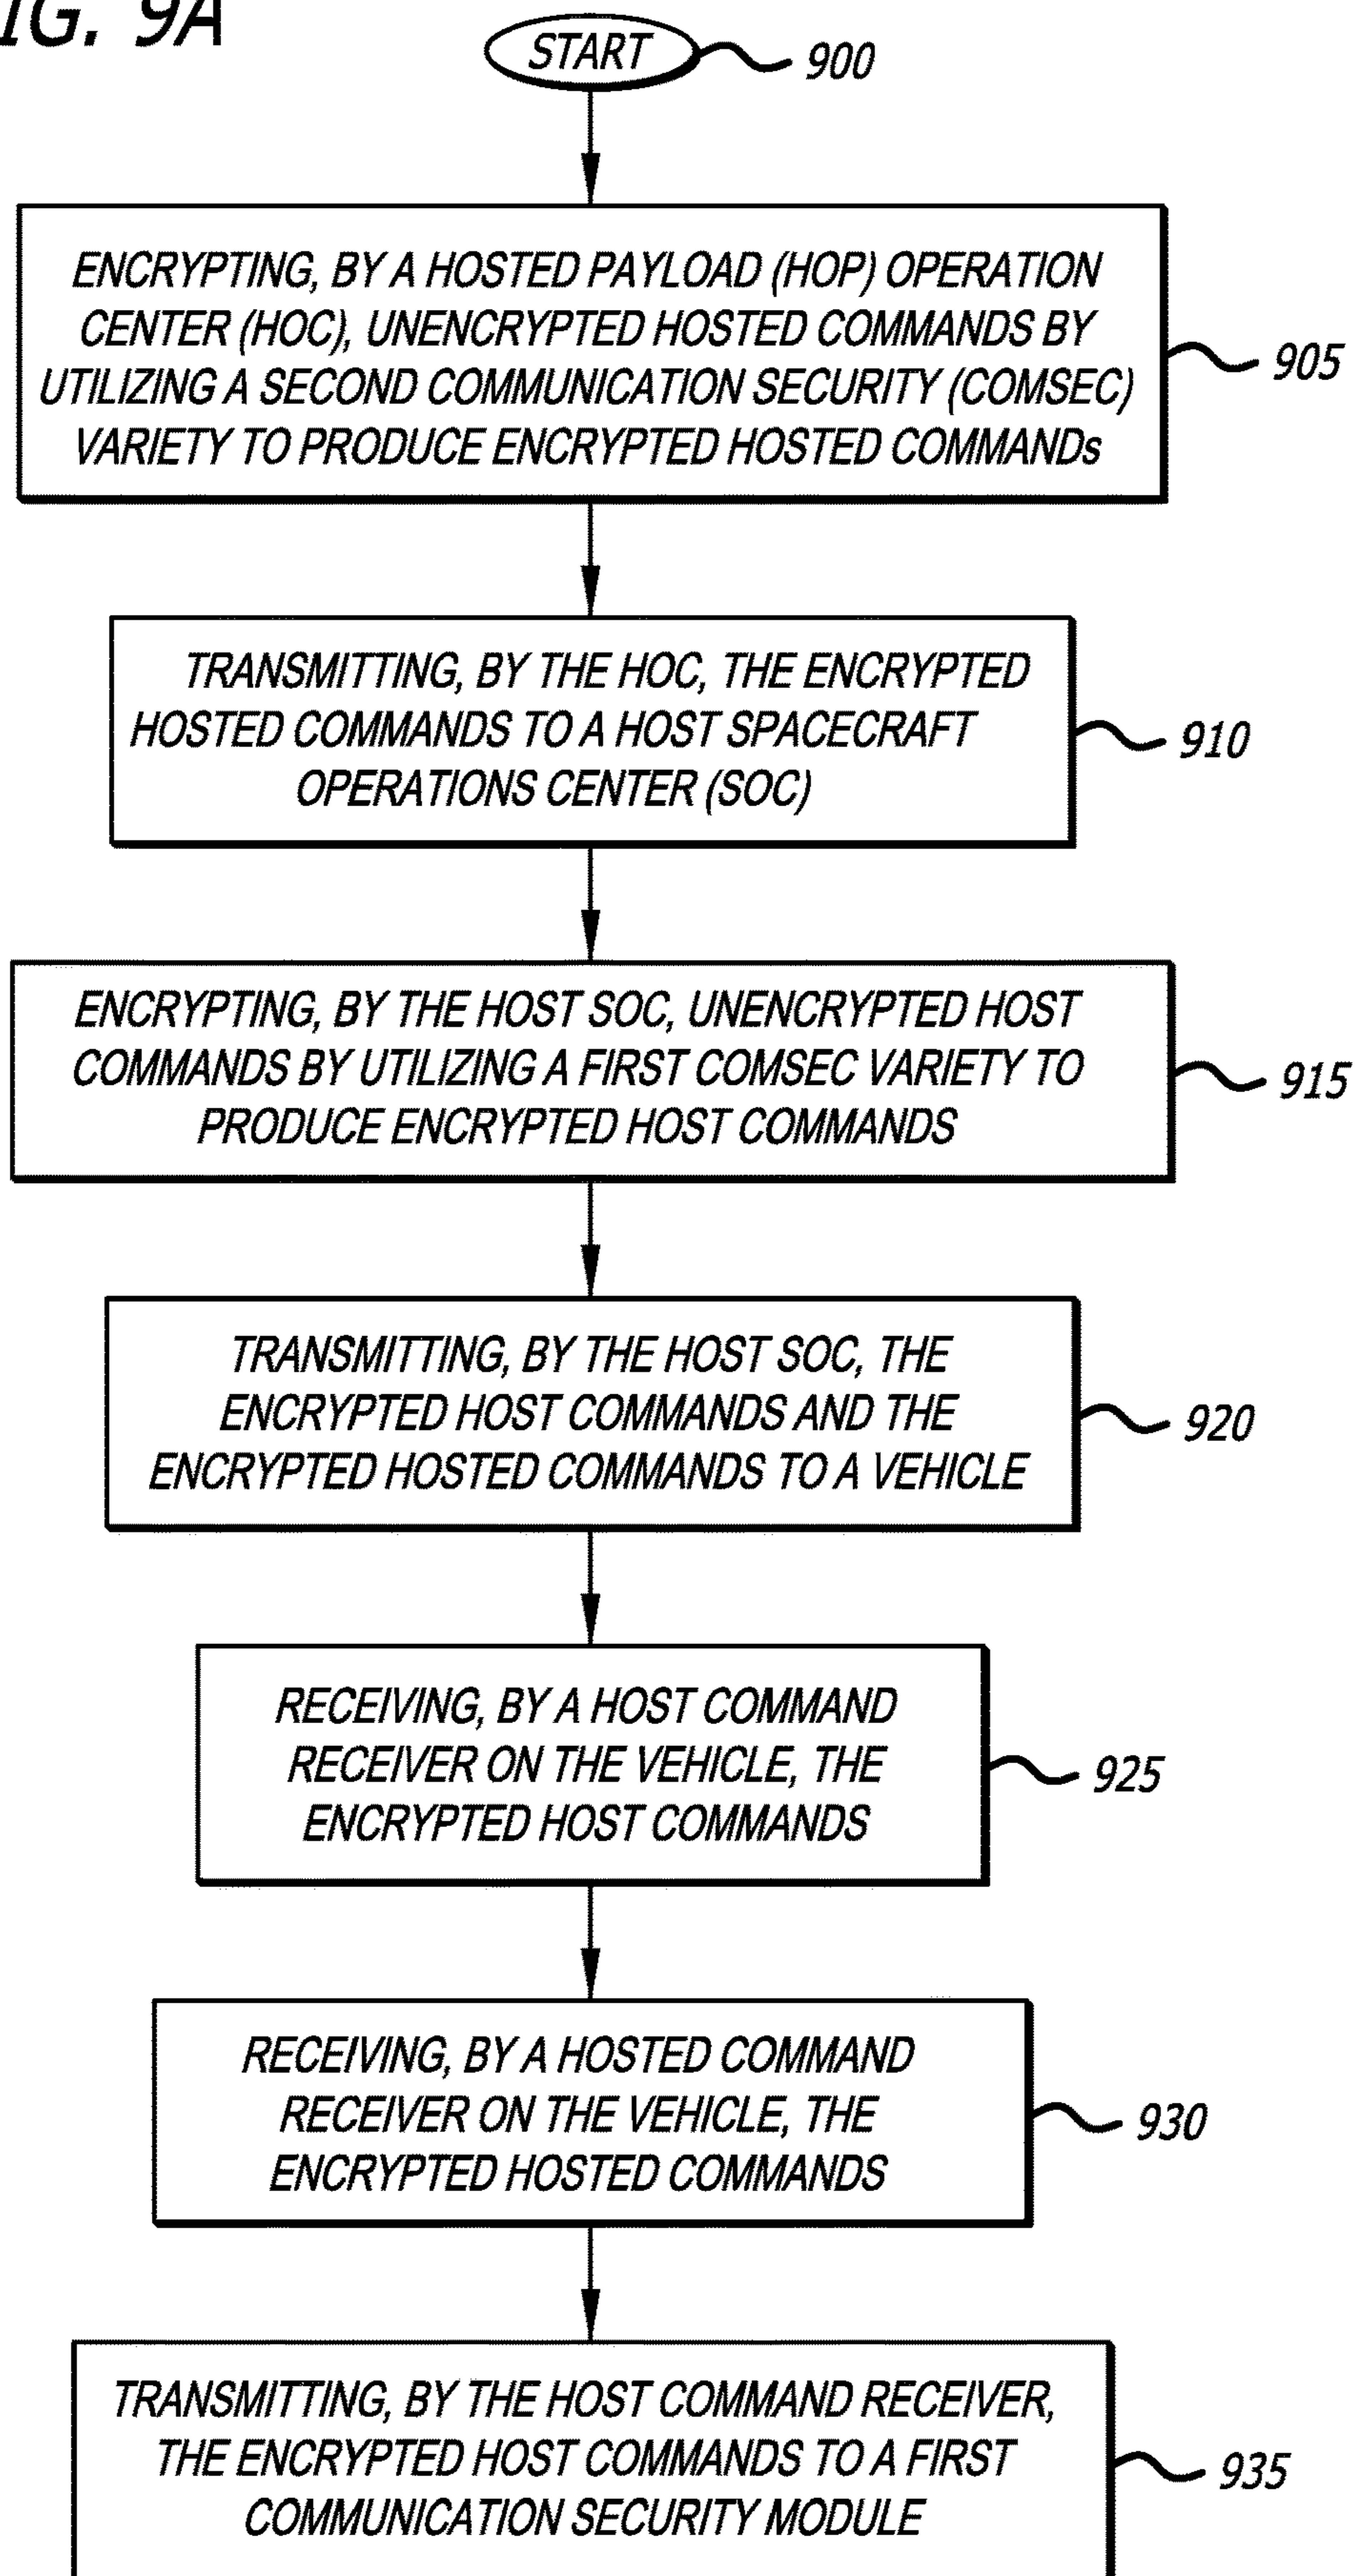 FIG. 9A
START
900
ENCRYPTING, BY A HOSTED PAYLOAD (HOP) OPERATION
CENTER (HOC), UNENCRYPTED HOSTED COMMANDS BY
UTILIZING A SECOND COMMUNICATION SECURITY (COMSEC)
VARIETY TO PRODUCE ENCRYPTED HOSTED COMMANDs
905
TRANSMITTING, BY THE HOC, THE ENCRYPTED
HOSTED COMMANDS TO A HOST SPACECRAFT
OPERATIONS CENTER (SOC)
910
ENCRYPTING, BY THE HOST SOC, UNENCRYPTED HOST
COMMANDS BY UTILIZING A FIRST COMSEC VARIETY TO
PRODUCE ENCRYPTED HOST COMMANDS
915
TRANSMITTING, BY THE HOST SOC, THE
ENCRYPTED HOST COMMANDS AND THE
ENCRYPTED HOSTED COMMANDS TO A VEHICLE
920
RECEIVING, BY A HOST COMMAND
RECEIVER ON THE VEHICLE, THE
ENCRYPTED HOST COMMANDS
925
RECEIVING, BY A HOSTED COMMAND
RECEIVER ON THE VEHICLE, THE
ENCRYPTED HOSTED COMMANDS
930
TRANSMITTING, BY THE HOST COMMAND RECEIVER,
THE ENCRYPTED HOST COMMANDS TO A FIRST
COMMUNICATION SECURITY MODULE
935